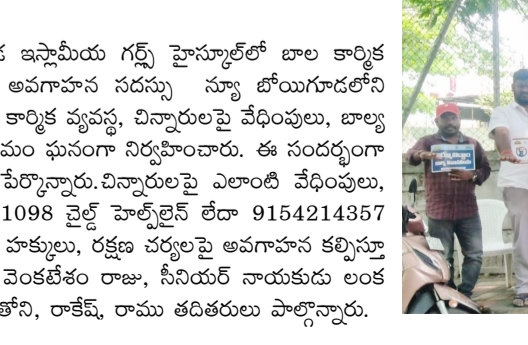 ఇస్లామీయ గర్ల్స్ హైస్కూల్‌లో బాల కార్మిక
అవగాహన సదస్సు న్యూ బోయిగూడలోని
కార్మిక వ్యవస్థ, చిన్నారులపై వేధింపులు, బాల్య
ఘనంగా నిర్వహించారు. ఈ సందర్భంగా
పేర్కొన్నారు.చిన్నారులపై ఎలాంటి వేధింపులు,
1098 చైల్డ్ హెల్ప్‌లైన్ లేదా 9154214357
హక్కులు, రక్షణ చర్యలపై అవగాహన కల్పిస్తూ
వెంకటేశం రాజు, సీనియర్ నాయకుడు లంక
రాకేష్, రాము తదితరులు పాల్గొన్నారు.